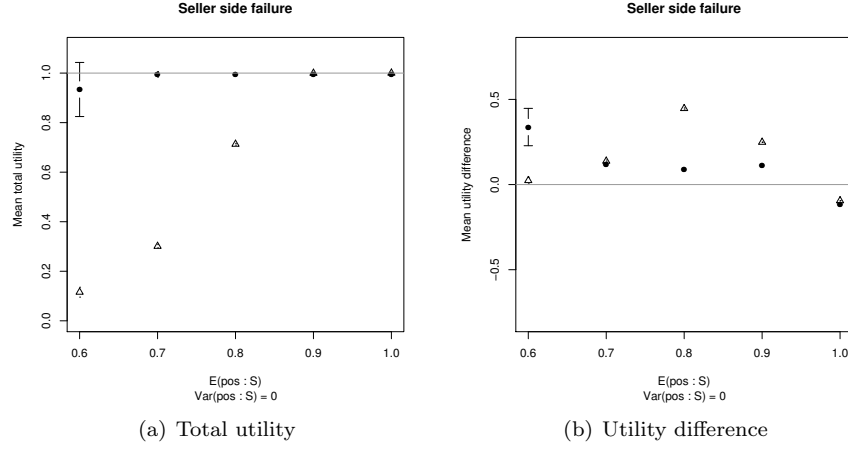 Seller side failure
Mean total utility
1.0
0.8
0.6
0.4
0.2
0.0
0.6 0.7 0.8 0.9 1.0
E(pos : S)
Var(pos : S) = 0
(a) Total utility
Seller side failure
Mean utility difference
0.5
0.0
−0.5
0.6 0.7 0.8 0.9 1.0
E(pos : S)
Var(pos : S) = 0
(b) Utility difference